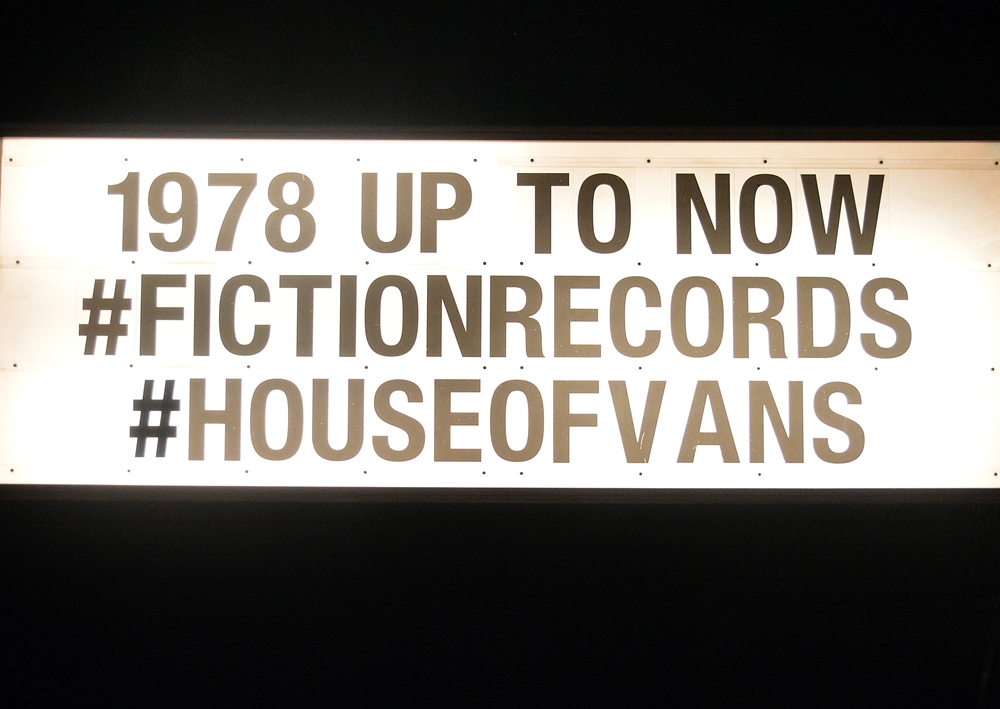 1978 UP TO NOW
#FICTIONRECORDS
#HOUSEOFVANS